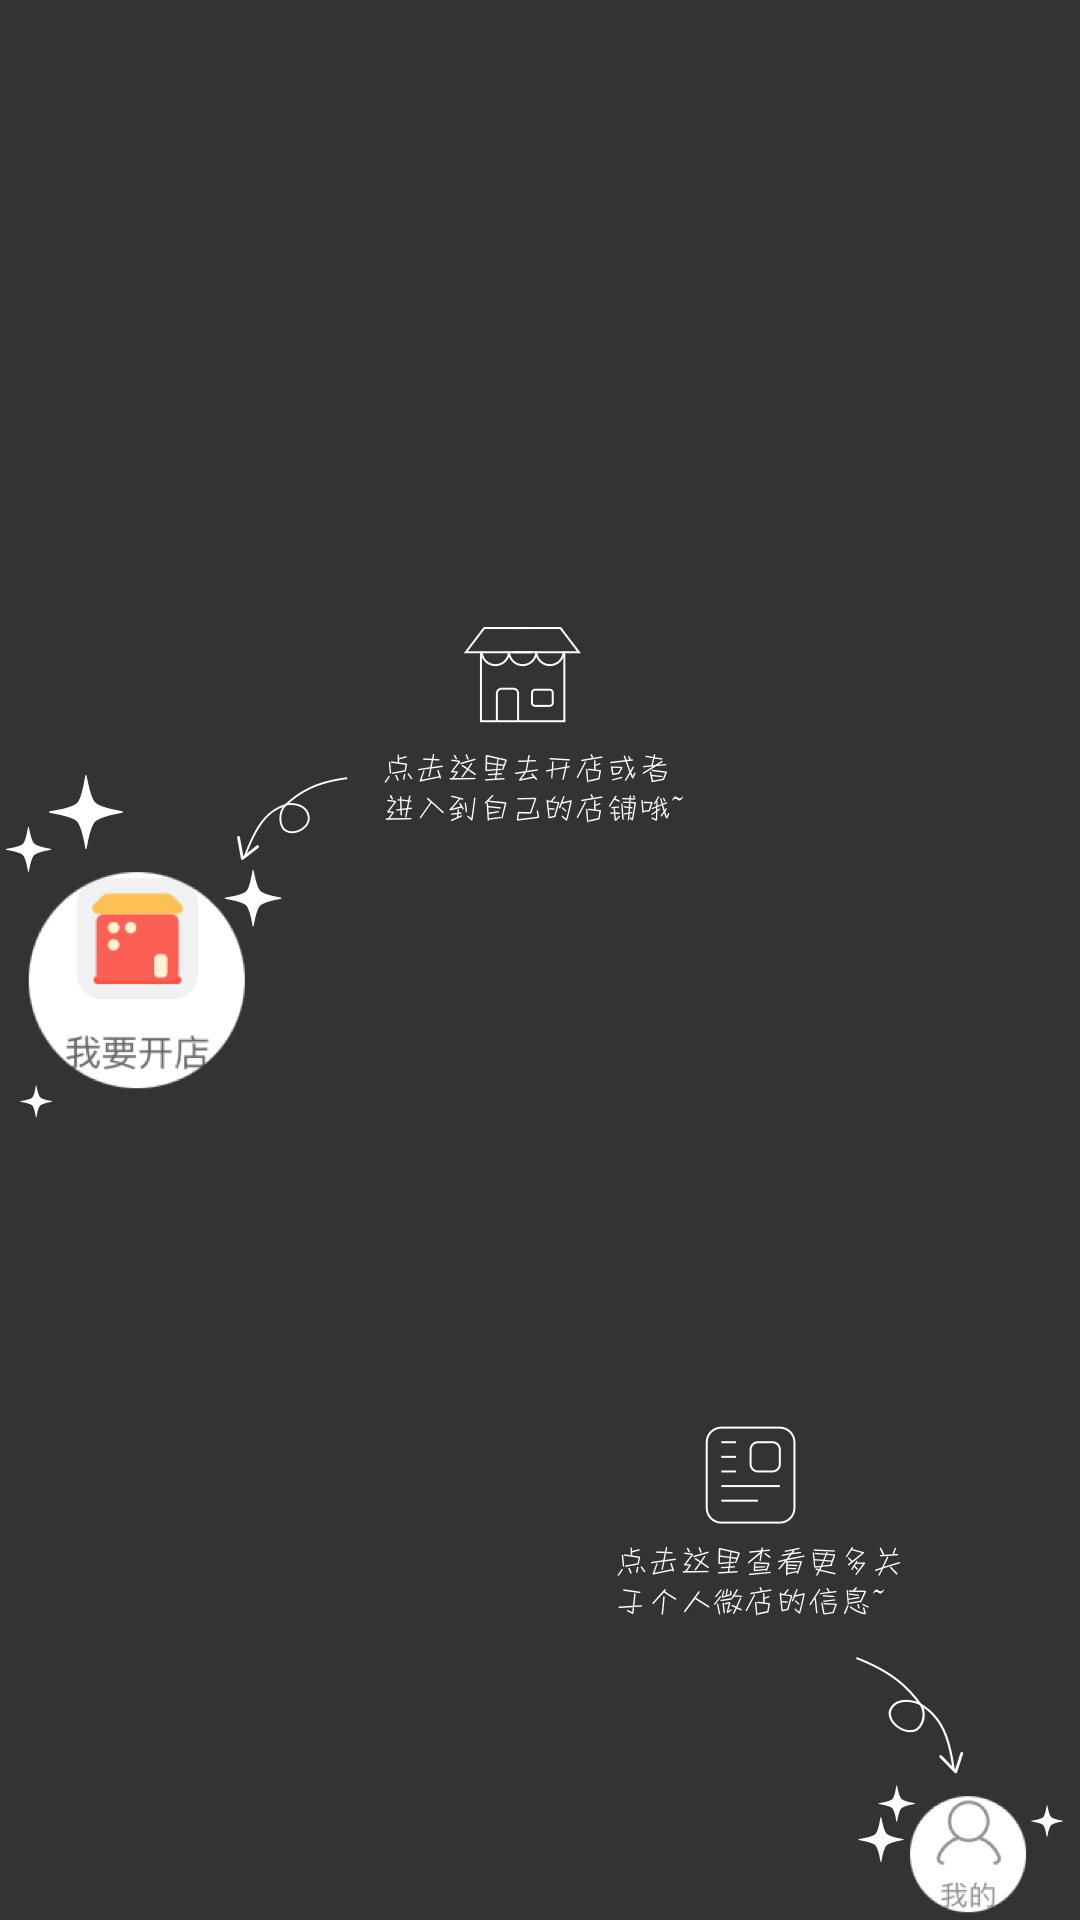 点击这里去开店或者
进入到自己的店铺哦~
我要开店
点击这里查看更多关
于个人微店的信息~
我的